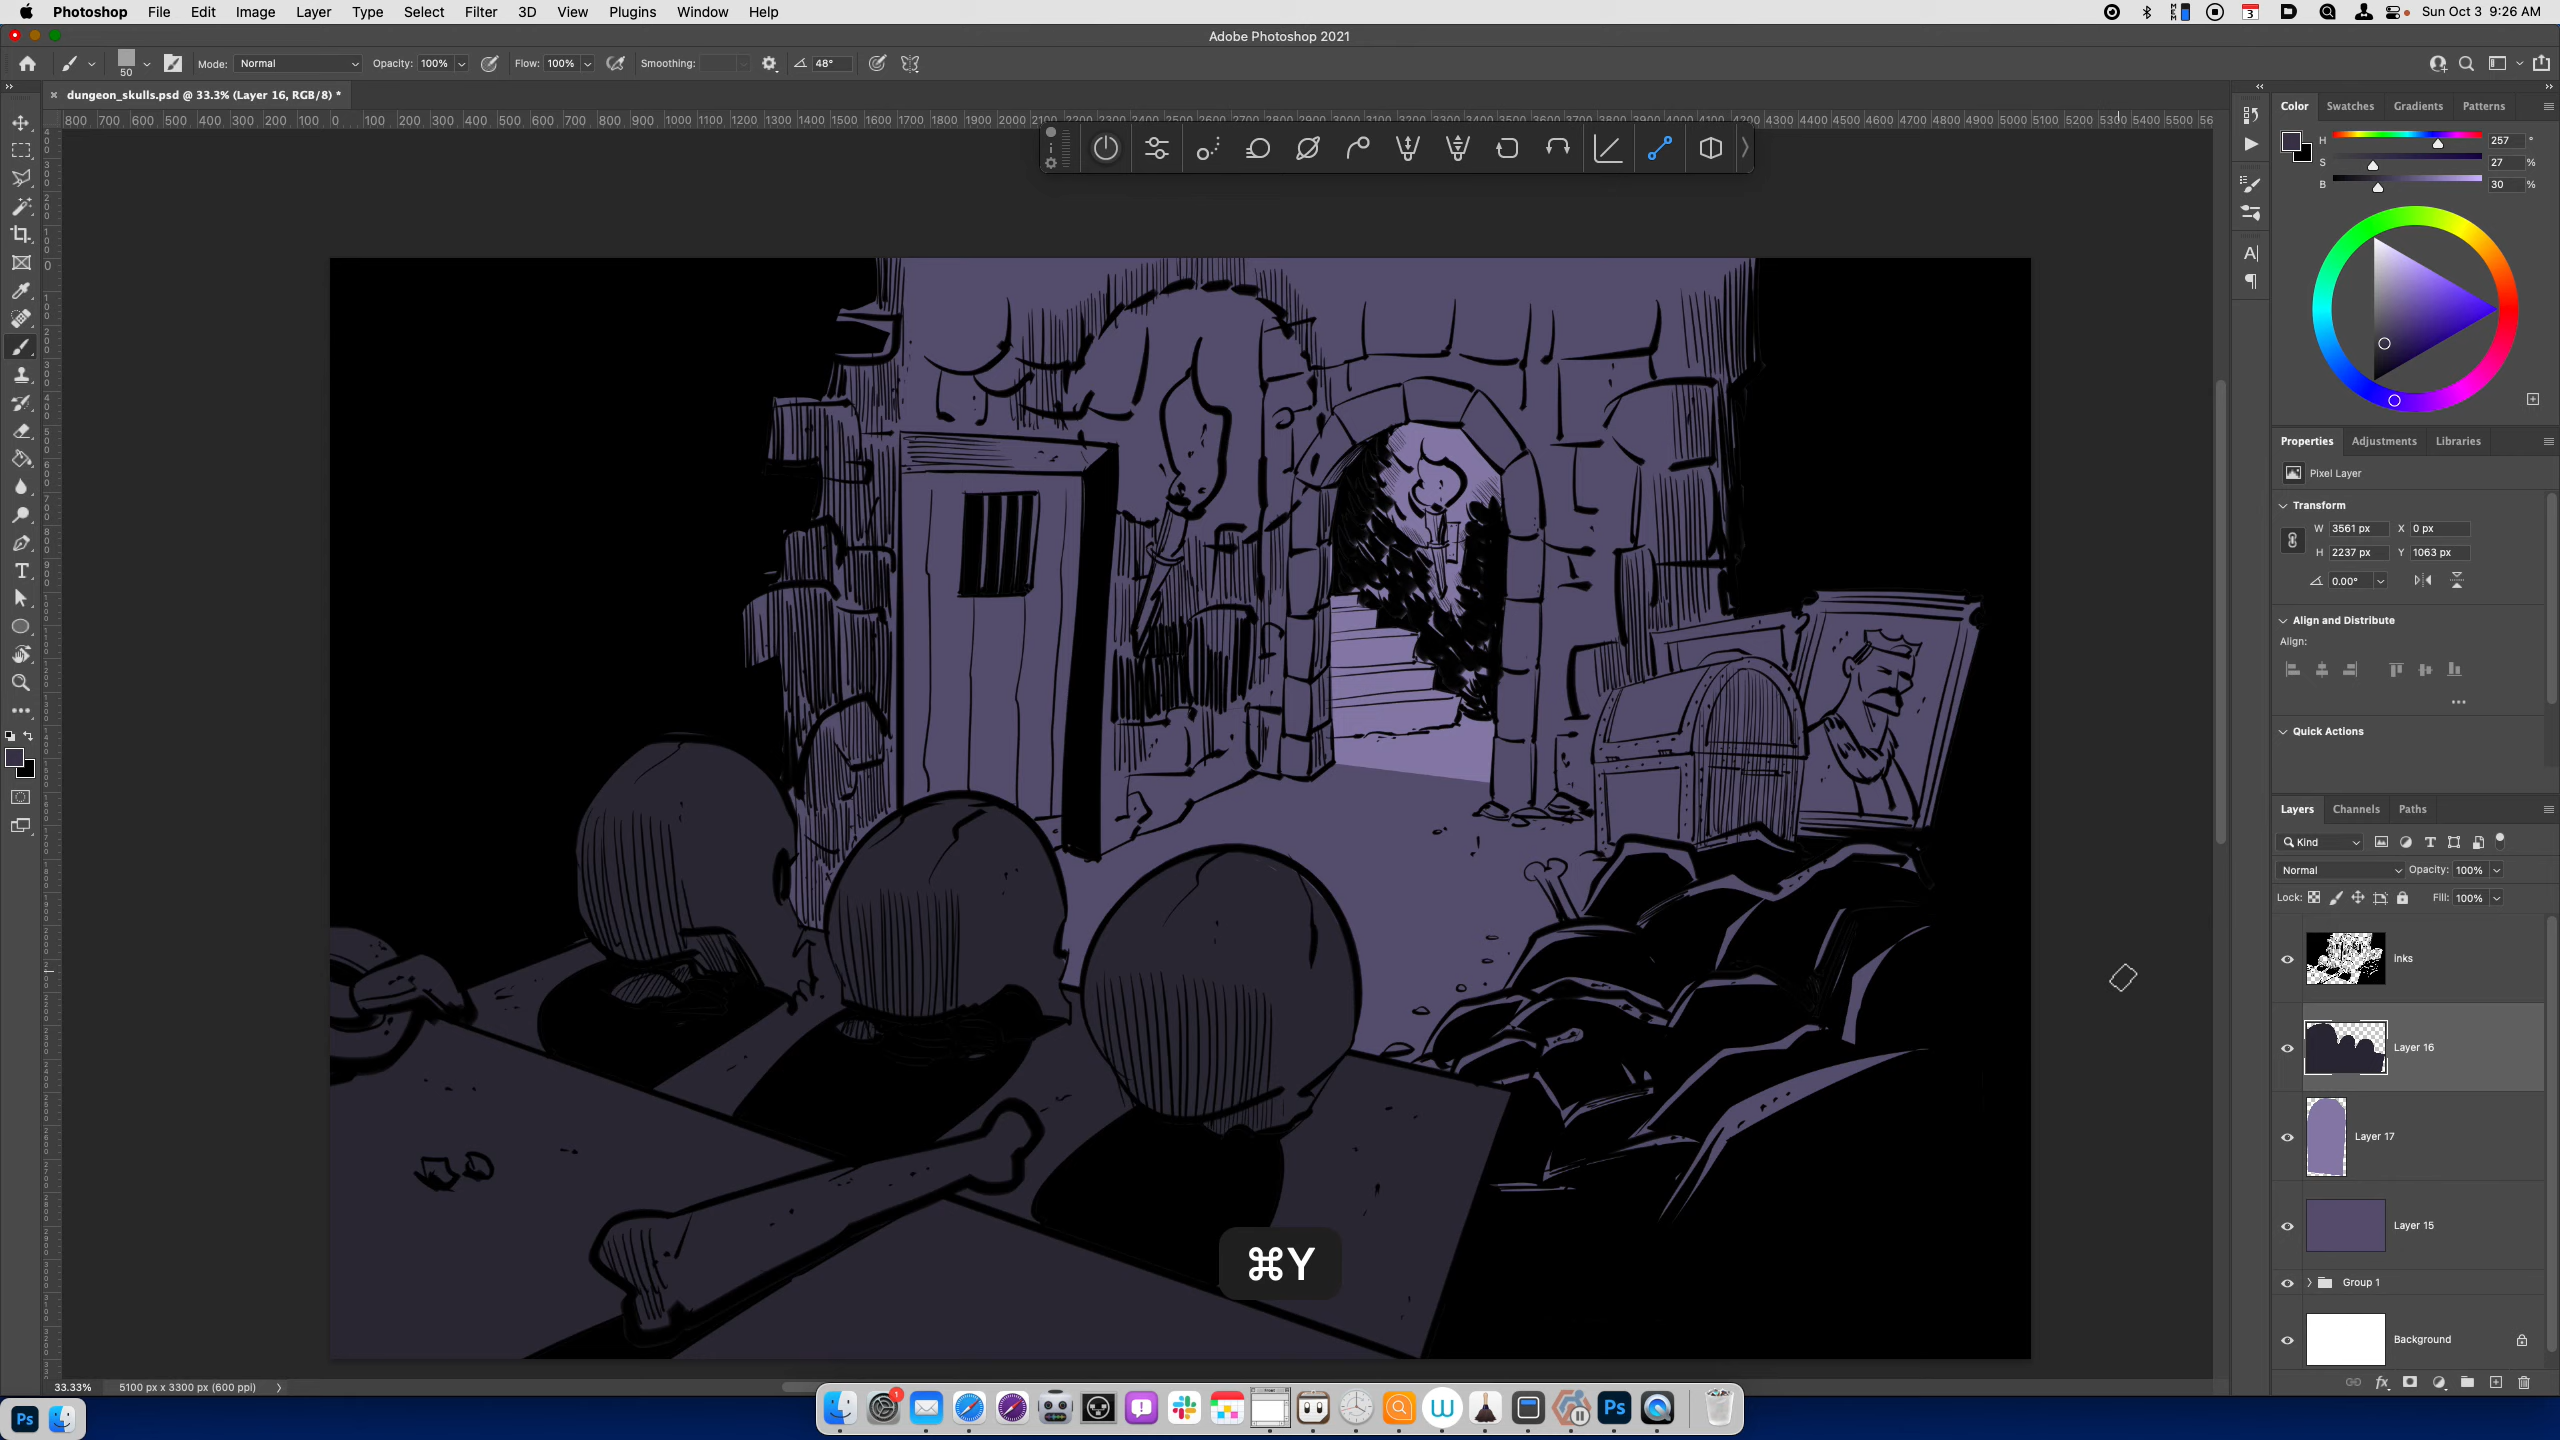 Photoshop File Edit Image Layer Type Select Filter 3D View Plugins Window Help
Sun Oct 3 9:26 AM
Adobe Photoshop 2021
50 Mode: Normal Opacity: 100% Flow: 100% Smoothing: 48°
dungeon_skulls.psd @ 33.3% (Layer 16, RGB/8) *
Color Swatches Gradients Patterns
H 257 °
S 27 %
B 30 %
Properties Adjustments Libraries
Pixel Layer
Transform
W 3561 px X 0 px
H 2237 px Y 1063 px
0.00°
Align and Distribute
Align:
Quick Actions
Layers Channels Paths
Kind
Normal Opacity: 100%
Lock: Fill: 100%
Inks
Layer 16
Layer 17
Layer 15
Group 1
Background
⌘Y
33.33% 5100 px x 3300 px (600 ppi)
Ps
Ps